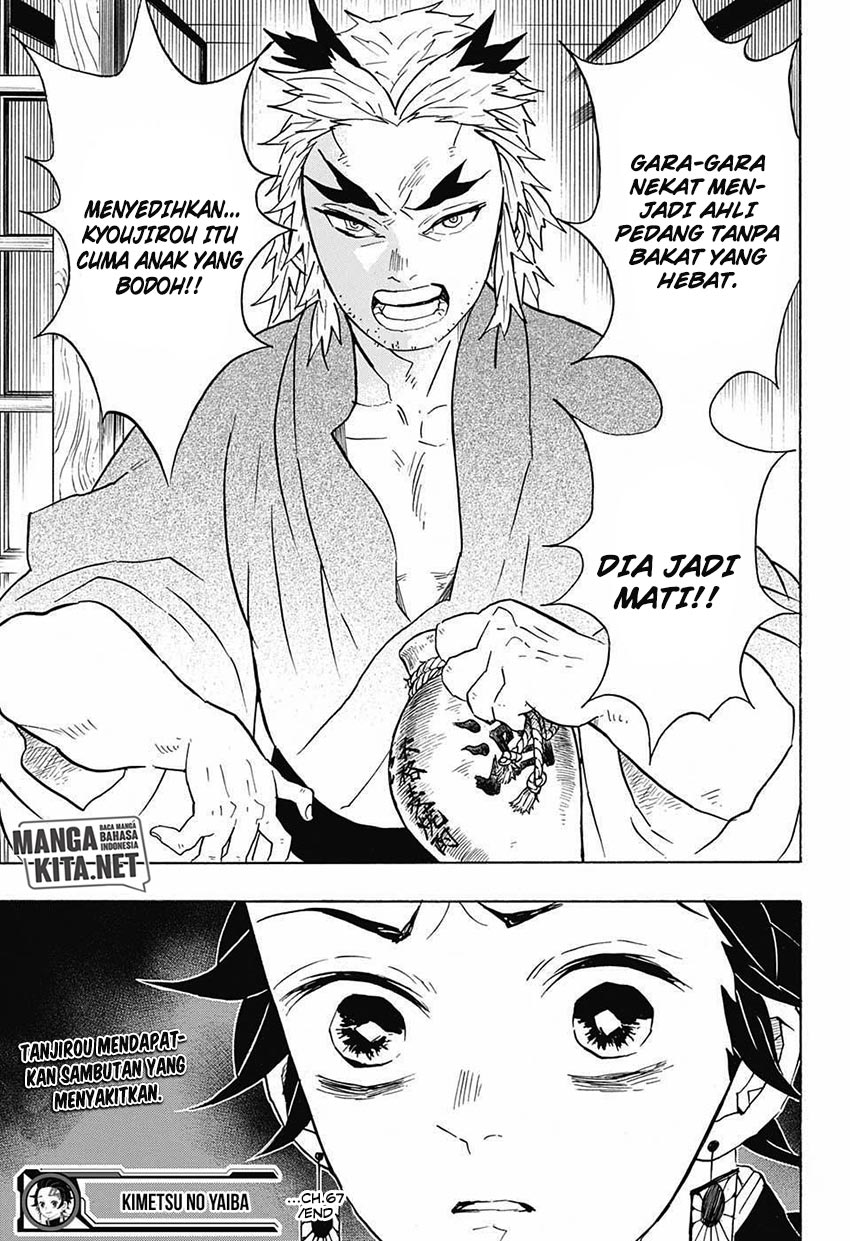 GARA-GARA
NEKAT MEN-
JADI AHLI
PEDANG TANPA
BAKAT YANG
HEBAT.
DIA JADI
MATI!!
MENYEDIHKAN...
KYOUJIROU ITU
CUMA ANAK YANG
BODOH!!
MANGA
KITA.NET
BACA MANGA
BAHASA
INDONESIA
TANJIROU MENDAPAT-
KAN SAMBUTAN YANG
MENYAKITKAN.
KIMETSU NO YAIBA
...CH.67
/END